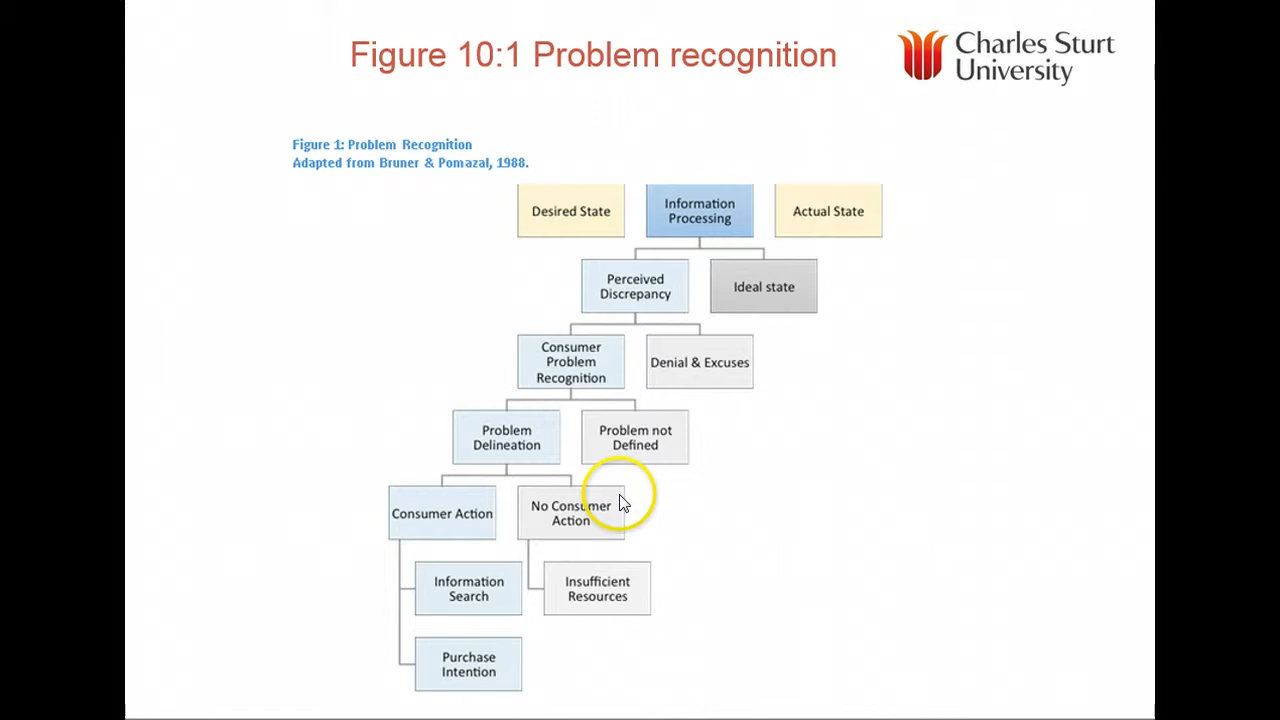 Figure 10:1 Problem recognition
Charles Sturt
University
Figure 1: Problem Recognition
Adapted from Bruner & Pomazal, 1988.
Desired State
Information
Processing
Actual State
Perceived
Discrepancy
Ideal state
Consumer
Problem
Recognition
Denial & Excuses
Problem
Delineation
Problem not
Defined
Consumer Action
No Consumer
Action
Information
Search
Insufficient
Resources
Purchase
Intention